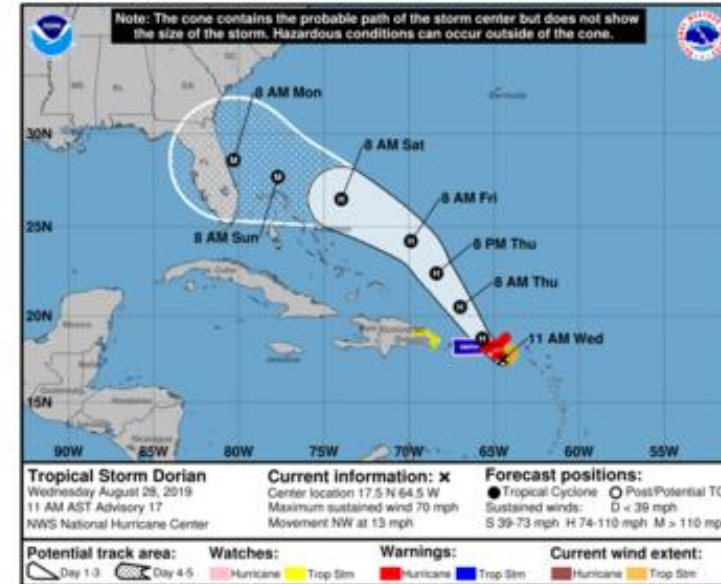 Note: The cone contains the probable path of the storm center but does not show
the size of the storm. Hazardous conditions can occur outside of the cone.
8 AM Mon
Bermuda
30N
8 AM Sat
8 AM Fri
25N
8 AM Sun
8 PM Thu
8 AM Thu
20N
11 AM Wed
15N
90W 85W 80W 75W 70W 65W 60W 55W
Tropical Storm Dorian
Wednesday August 28, 2019
11 AM AST Advisory 17
NWS National Hurricane Center
Current information: x
Center location 17.5 N 64.5 W
Maximum sustained wind 70 mph
Movement NW at 13 mph
Forecast positions:
Tropical Cyclone Post/Potential TC
Sustained winds: D < 39 mph
S 39-73 mph H 74-110 mph M > 110 mph
Potential track area:
Day 1-3 Day 4-5
Watches:
Hurricane Trop Stm
Warnings:
Hurricane Trop Stm
Current wind extent:
Hurricane Trop Stm